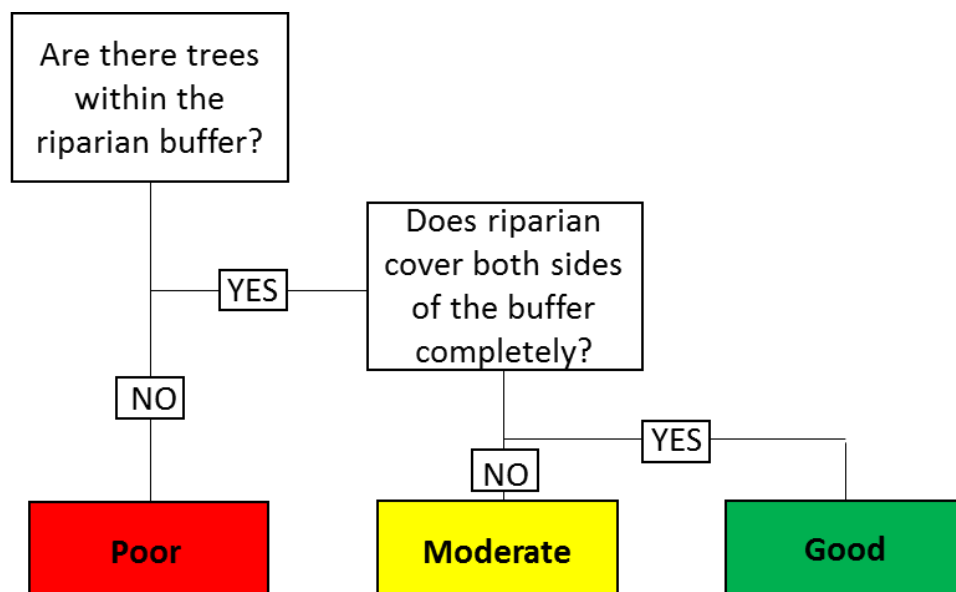 Are there trees
within the
riparian buffer?
Does riparian
cover both sides
of the buffer
completely?
YES
NO
YES
NO
Poor
Moderate
Good